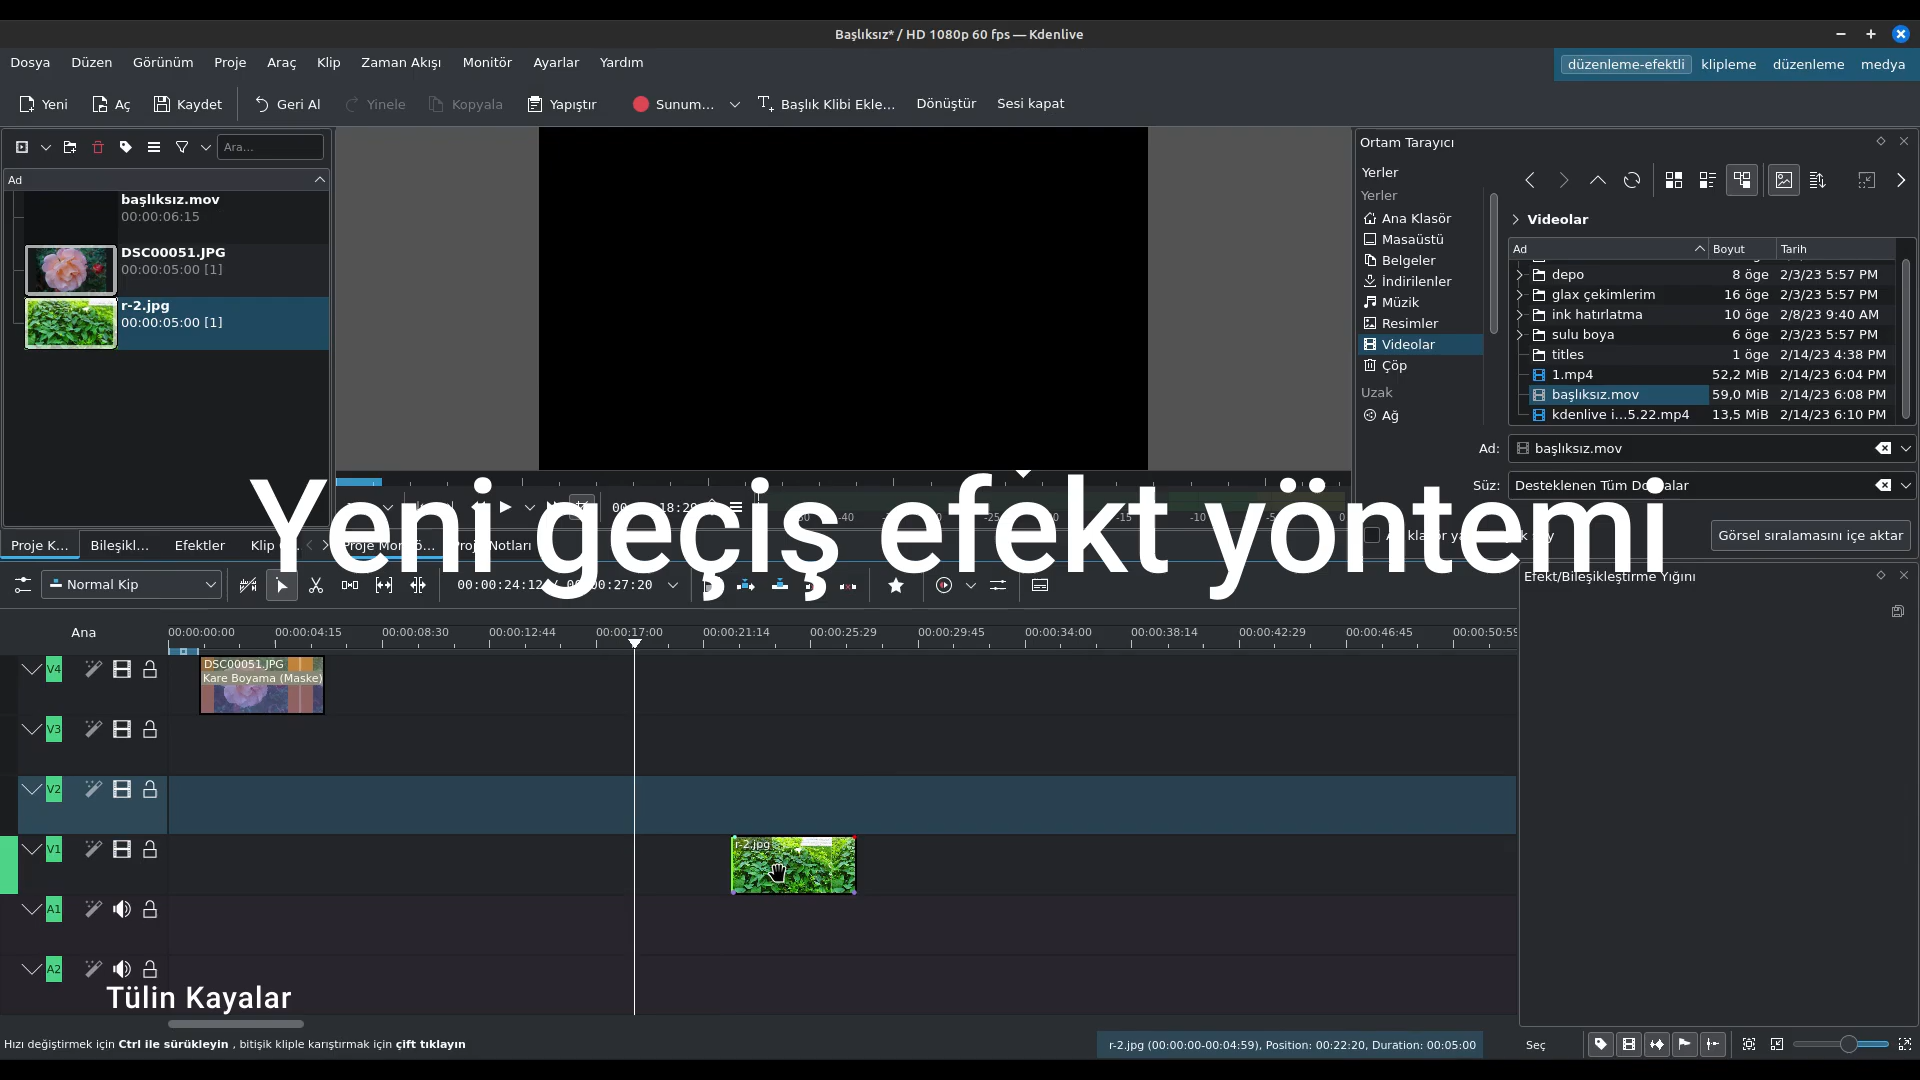 Başlıksız* / HD 1080p 60 fps — Kdenlive
Dosya Düzen Görünüm Proje Araç Klip Zaman Akışı Monitör Ayarlar Yardım
düzenleme-efektli klipleme düzenleme medya
Yeni Aç Kaydet Geri Al Yinele Kopyala Yapıştır Sunum... Başlık Klibi Ekle... Dönüştür Sesi kapat
Ara...
Ad
başlıksız.mov
00:00:06:15
DSC00051.JPG
00:00:05:00 [1]
r-2.jpg
00:00:05:00 [1]
Ortam Tarayıcı
Yerler
Yerler
Ana Klasör
Masaüstü
Belgeler
İndirilenler
Müzik
Resimler
Videolar
Çöp
Uzak
Ağ
Videolar
Ad Boyut Tarih
depo 8 öge 2/3/23 5:57 PM
glax çekimlerim 16 öge 2/3/23 5:57 PM
ink hatırlatma 10 öge 2/8/23 9:40 AM
sulu boya 6 öge 2/3/23 5:57 PM
titles 1 öge 2/14/23 4:38 PM
1.mp4 52,2 MiB 2/14/23 6:04 PM
başlıksız.mov 59,0 MiB 2/14/23 6:08 PM
kdenlive i...5.22.mp4 13,5 MiB 2/14/23 6:10 PM
Ad: başlıksız.mov
Süz: Desteklenen Tüm
Görsel sıralamasını içe aktar
Yeni geçiş efekt yöntemi
Proje K... Bileşikl... Efektler Klip
Normal Kip
00:00:24:12 / 00:00:27:20
Efekt/Bileşikleştirme Yığını
Ana
00:00:00:00 00:00:04:15 00:00:08:30 00:00:12:44 00:00:17:00 00:00:21:14 00:00:25:29 00:00:29:45 00:00:34:00 00:00:38:14 00:00:42:29 00:00:46:45 00:00:50:59
V4
DSC00051.JPG
Kare Boyama (Maske)
V3
V2
V1
r-2.jpg
A1
A2
Tülin Kayalar
Hızı değiştirmek için Ctrl ile sürükleyin , bitişik kliple karıştırmak için çift tıklayın
r-2.jpg (00:00:00-00:04:59), Position: 00:22:20, Duration: 00:05:00
Seç